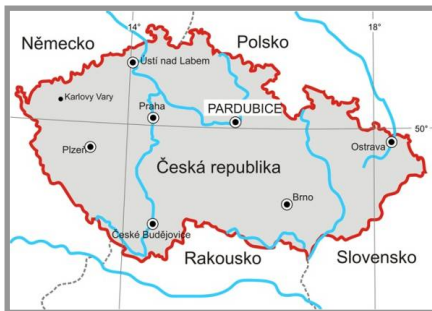 14°
18°
Německo
Polsko
Ústí nad Labem
Karlovy Vary
Praha
PARDUBICE
50°
Plzeň
Ostrava
Česká republika
Brno
České Budějovice
Rakousko
Slovensko